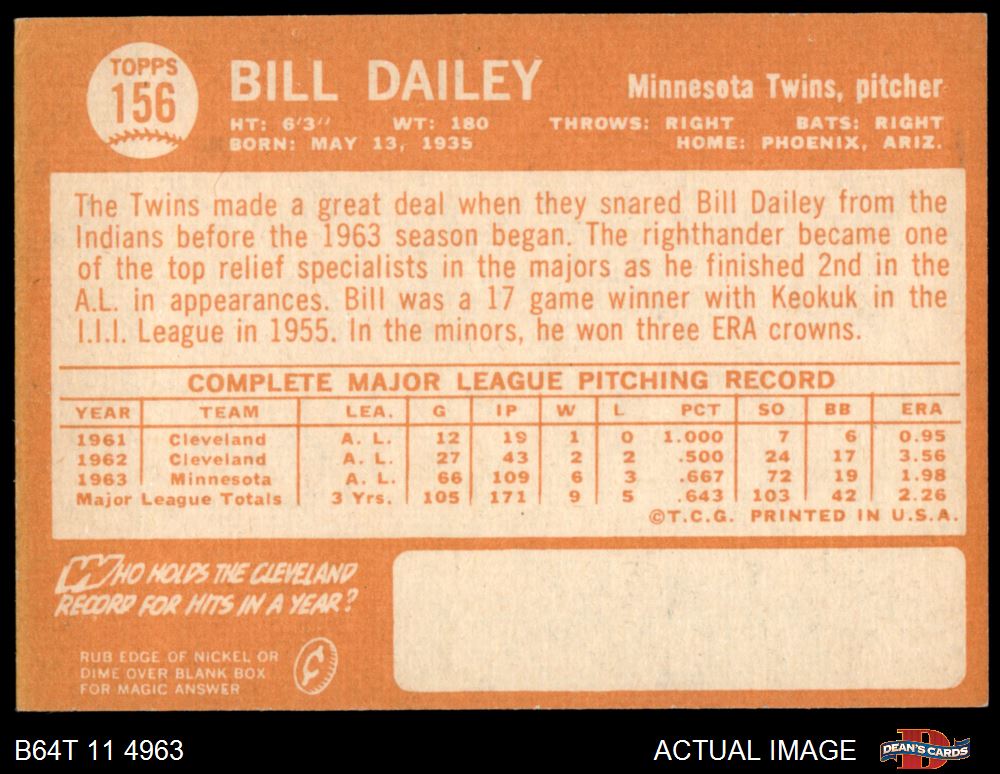 TOPPS
156
BILL DAILEY
Minnesota Twins, pitcher
HT: 6'3" WT: 180 THROWS: RIGHT BATS: RIGHT
BORN: MAY 13, 1935 HOME: PHOENIX, ARIZ.
The Twins made a great deal when they snared Bill Dailey from the
Indians before the 1963 season began. The righthander became one
of the top relief specialists in the majors as he finished 2nd in the
A.L. in appearances. Bill was a 17 game winner with Keokuk in the
I.I.I. League in 1955. In the minors, he won three ERA crowns.
COMPLETE MAJOR LEAGUE PITCHING RECORD
YEAR TEAM LEA. G IP W L PCT SO BB ERA
1961 Cleveland A. L. 12 19 1 0 1.000 7 6 0.95
1962 Cleveland A. L. 27 43 2 2 .500 24 17 3.56
1963 Minnesota A. L. 66 109 6 3 .667 72 19 1.98
Major League Totals 3 Yrs. 105 171 9 5 .643 103 42 2.26
©T.C.G. PRINTED IN U.S.A.
WHO HOLDS THE CLEVELAND
RECORD FOR HITS IN A YEAR?
RUB EDGE OF NICKEL OR
DIME OVER BLANK BOX
FOR MAGIC ANSWER
¢
B64T 11 4963
ACTUAL IMAGE
DEAN'S CARDS